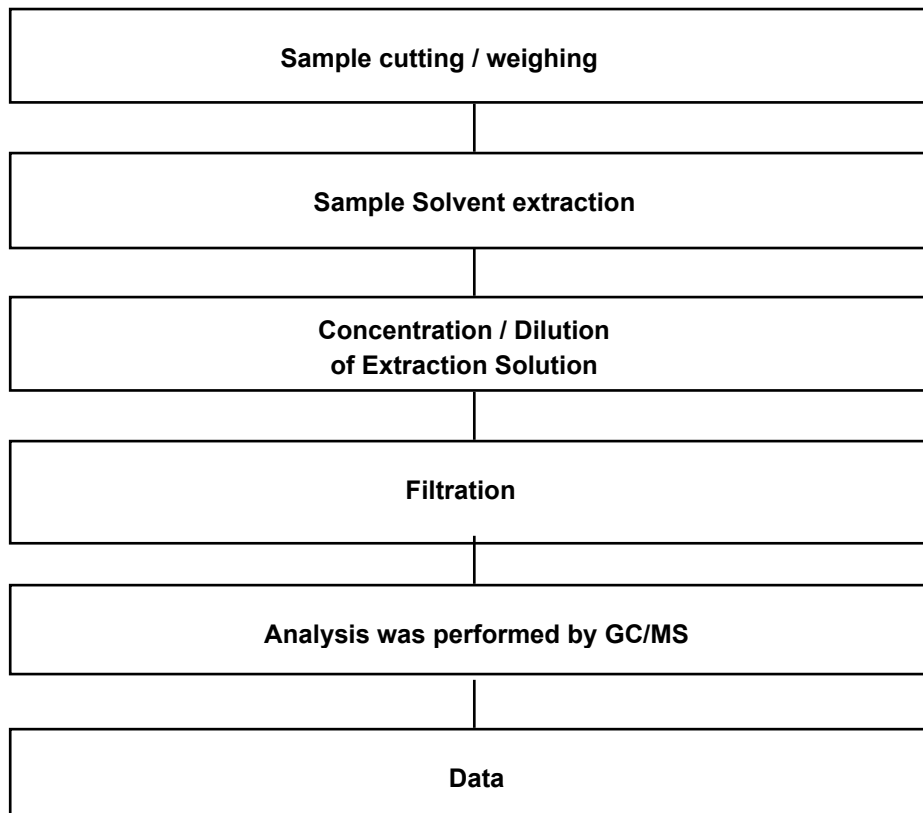 Sample cutting / weighing
Sample Solvent extraction
Concentration / Dilution
of Extraction Solution
Filtration
Analysis was performed by GC/MS
Data